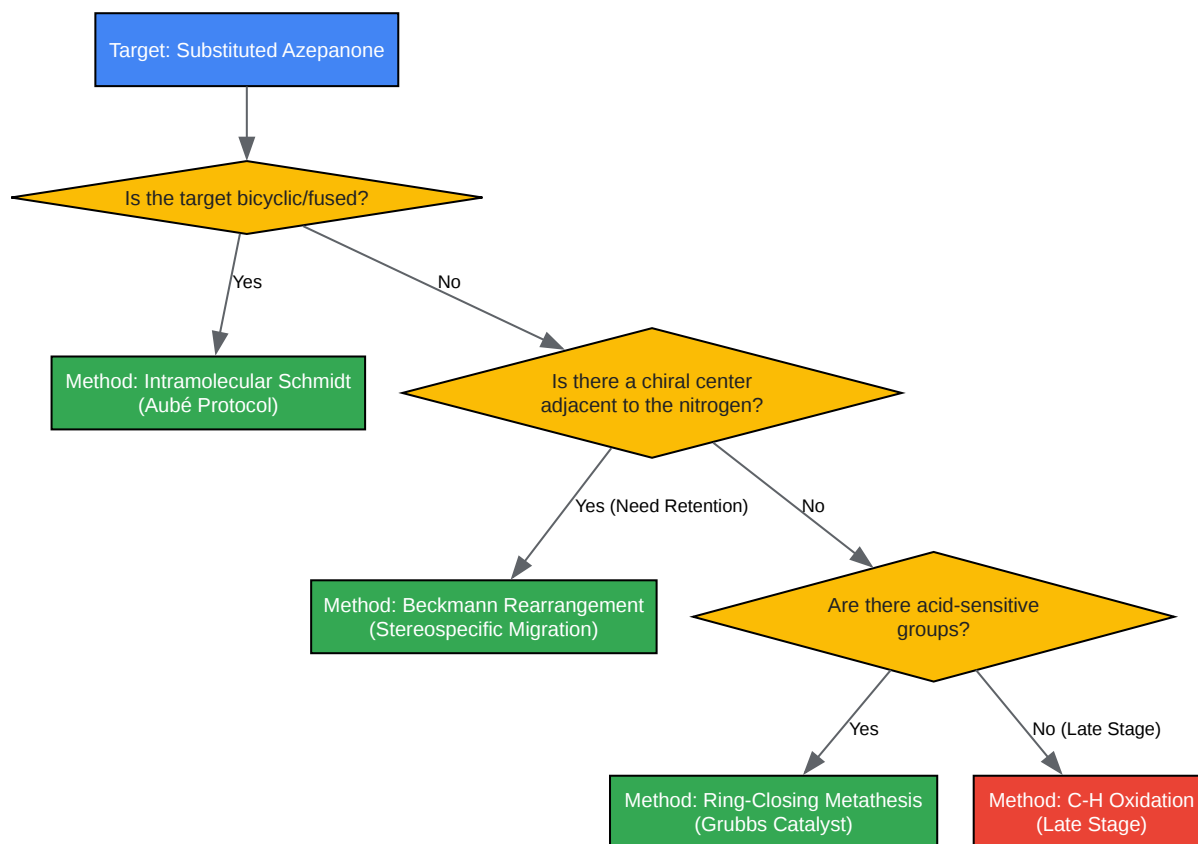 Target: Substituted Azepanone
Is the target bicyclic/fused?
Yes
No
Method: Intramolecular Schmidt
(Aubé Protocol)
Is there a chiral center
adjacent to the nitrogen?
Yes (Need Retention)
No
Method: Beckmann Rearrangement
(Stereospecific Migration)
Are there acid-sensitive
groups?
Yes
No (Late Stage)
Method: Ring-Closing Metathesis
(Grubbs Catalyst)
Method: C-H Oxidation
(Late Stage)